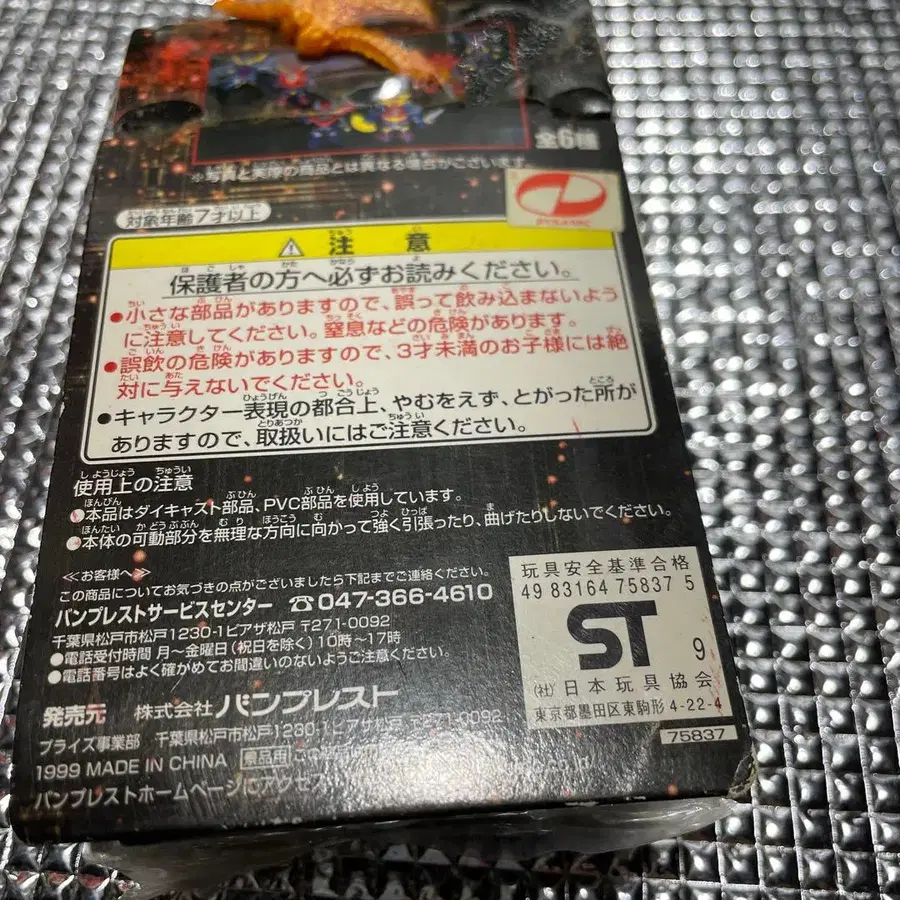 全6種
※写真と実際の商品とは異なる場合がございます。
DYNAMIC
対象年齢7才以上
注意
保護者の方へ必ずお読みください。
●小さな部品がありますので、誤って飲み込まないよう
に注意してください。窒息などの危険があります。
●誤飲の危険がありますので、3才未満のお子様には絶
対に与えないでください。
●キャラクター表現の都合上、やむをえず、とがった所が
ありますので、取扱いにはご注意ください。
使用上の注意
●本品はダイキャスト部品、PVC部品を使用しています。
●本体の可動部分を無理な方向に向かって強く引張ったり、曲げたりしないでください。
≪お客様へ≫
この商品についてお気づきの点がございましたら下記までご連絡ください。
バンプレストサービスセンター ☎047-366-4610
千葉県松戸市松戸1230-1ピアザ松戸 〒271-0092
●電話受付時間 月～金曜日(祝日を除く)10時～17時
●電話番号はよく確かめてお間違いのないようご注意ください。
発売元 株式会社バンプレスト
プライズ事業部 千葉県松戸市松戸1230-1ピアザ松戸 〒271-0092
1999 MADE IN CHINA 景品用
バンプレストホームページにアクセス
玩具安全基準合格
49 83164 75837 5
ST 9
(社)日本玩具協会
東京都墨田区東駒形 4-22-4
75837